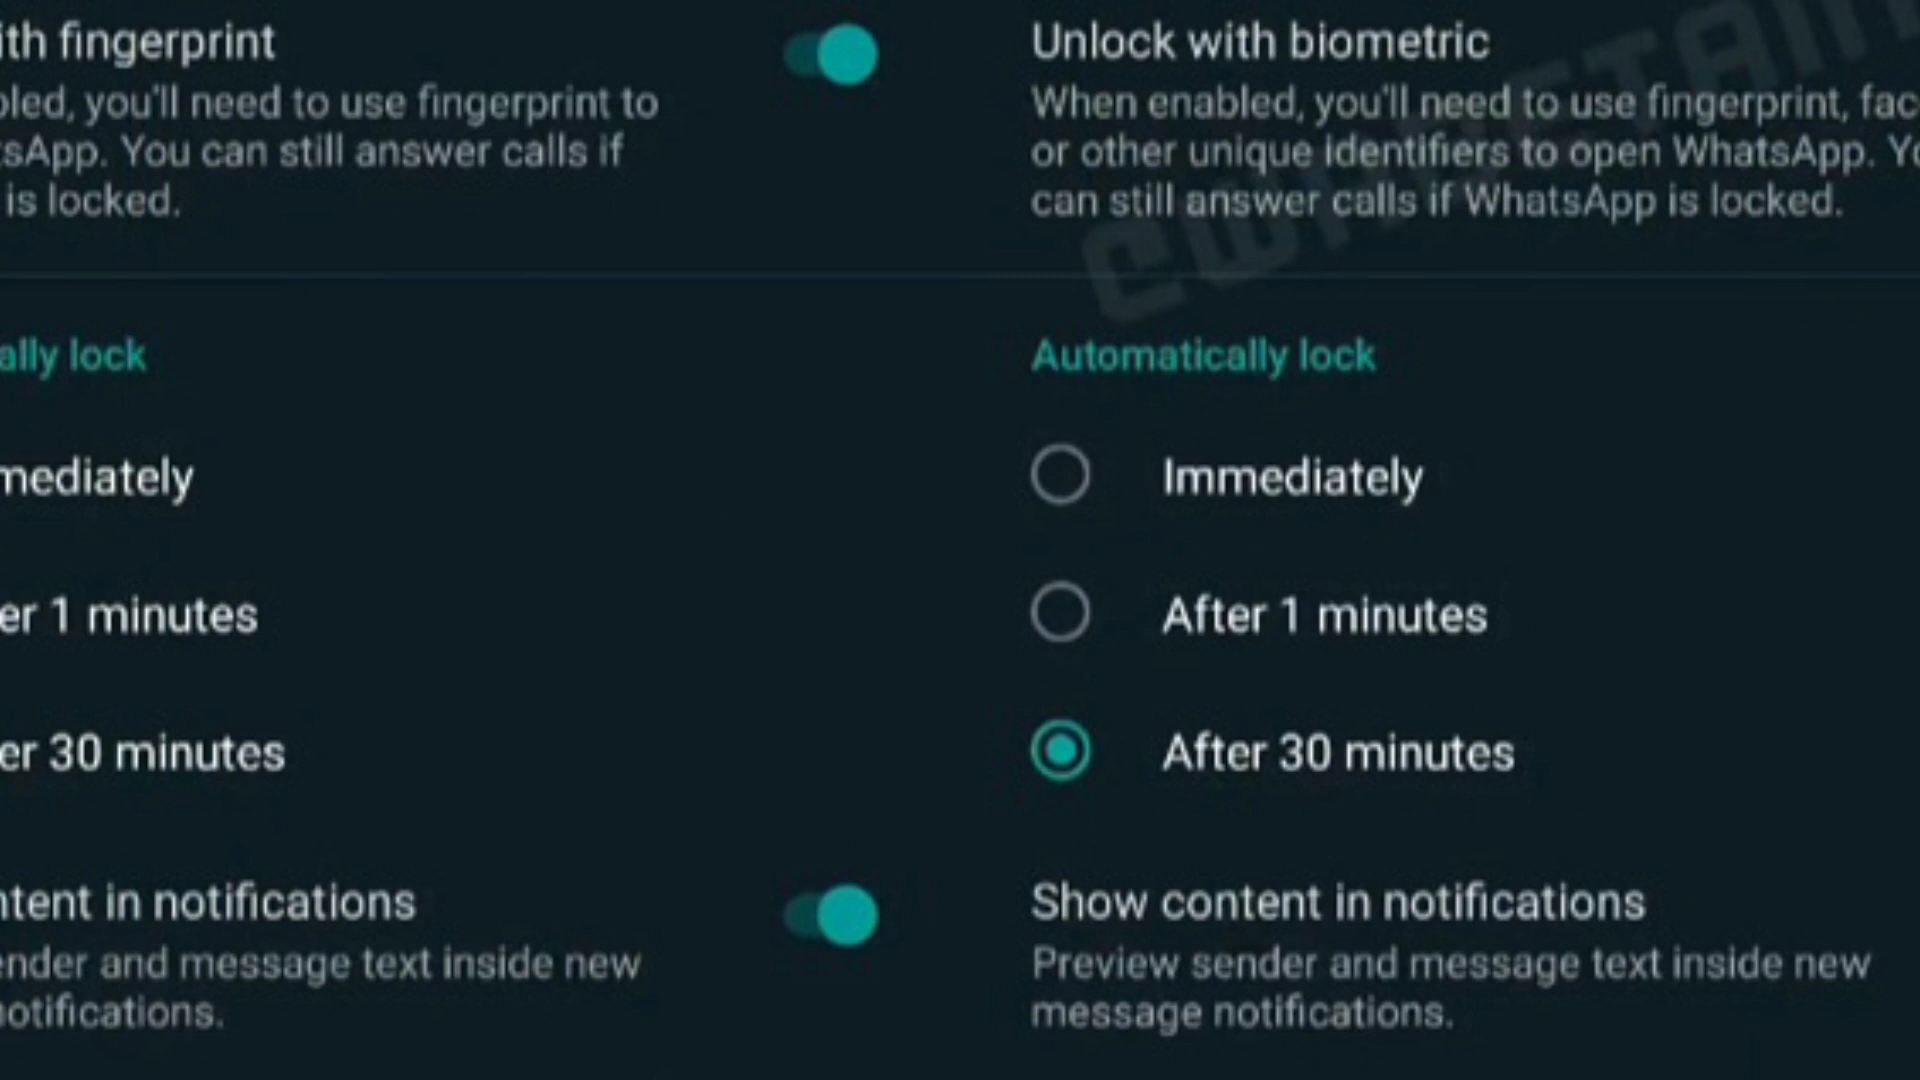 ith fingerprint
bled, you'll need to use fingerprint to
sApp. You can still answer calls if
is locked.
ally lock
mediately
er 1 minutes
er 30 minutes
ntent in notifications
ender and message text inside new
notifications.
Unlock with biometric
When enabled, you'll need to use fingerprint, fac
or other unique identifiers to open WhatsApp. Yo
can still answer calls if WhatsApp is locked.
Automatically lock
Immediately
After 1 minutes
After 30 minutes
Show content in notifications
Preview sender and message text inside new
message notifications.